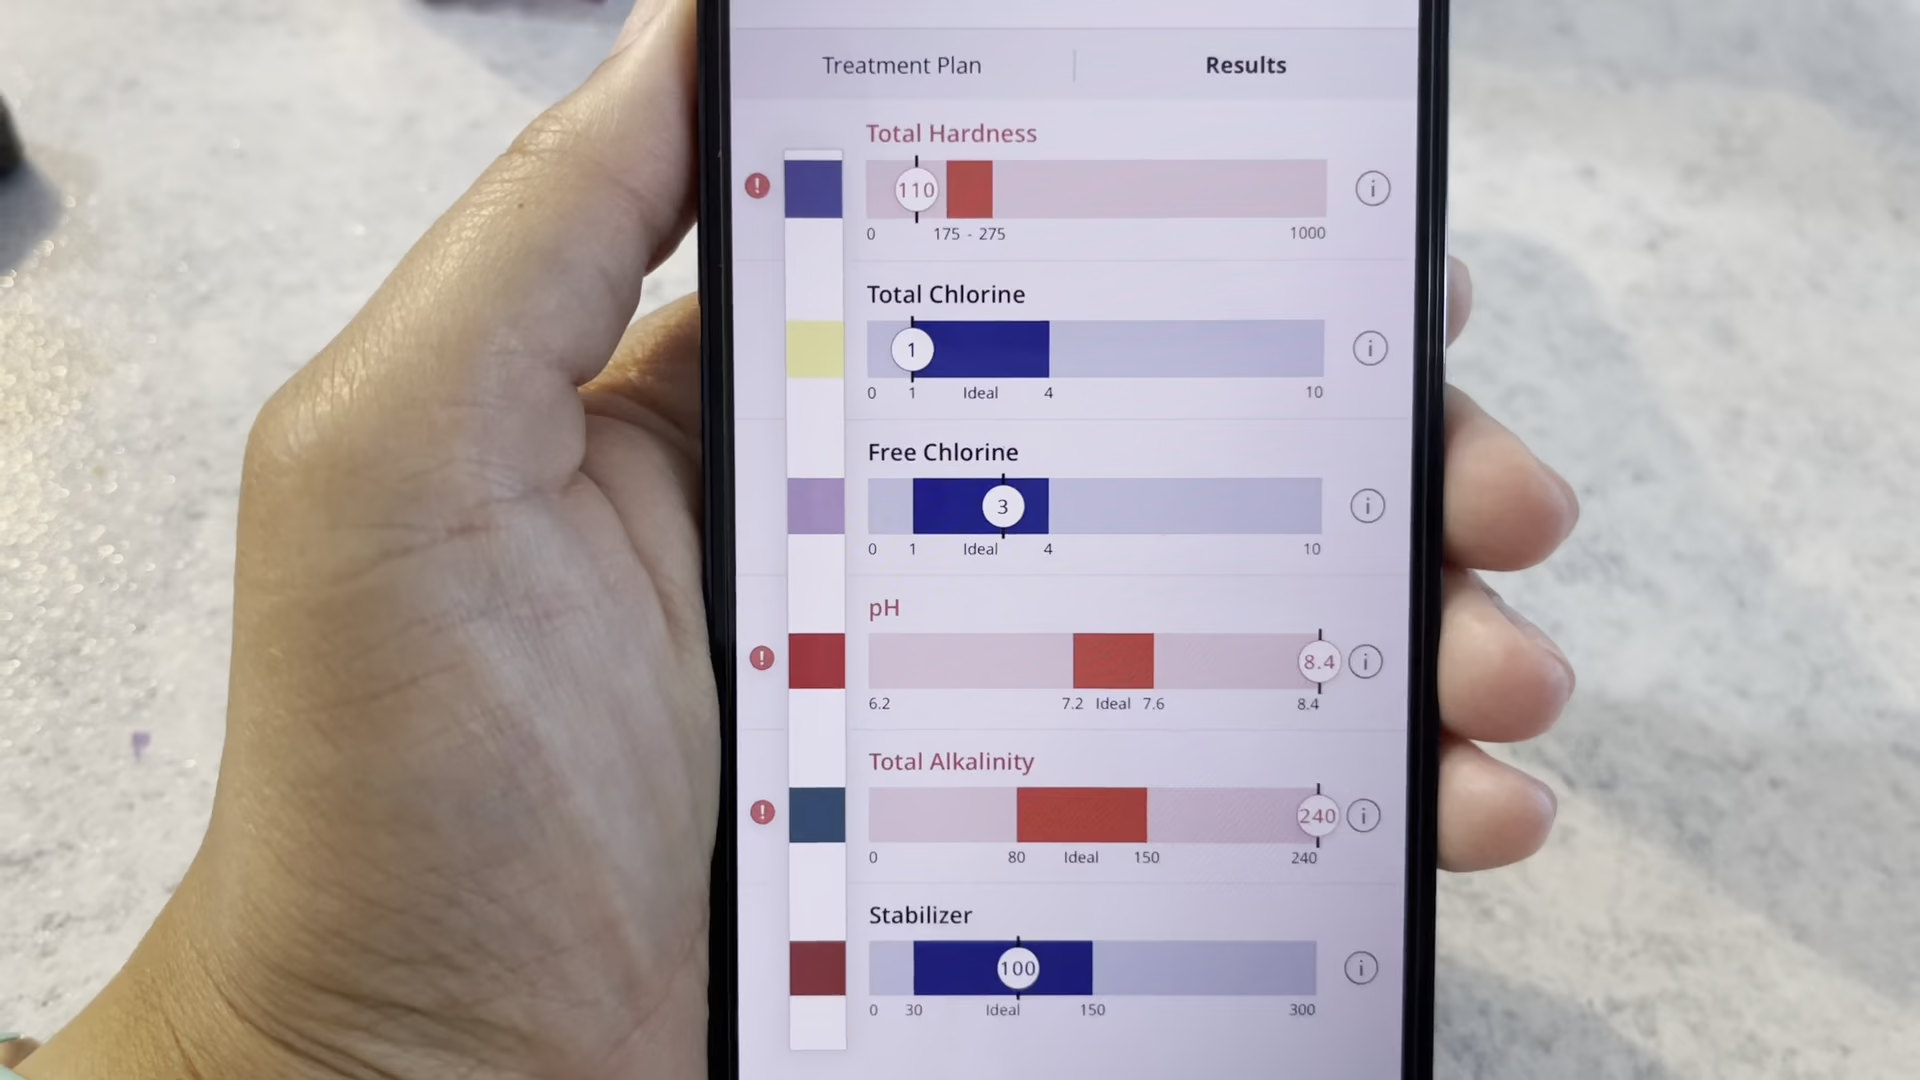 Treatment Plan Results
Total Hardness
! 110 i
0 175 - 275 1000
Total Chlorine
1 i
0 1 Ideal 4 10
Free Chlorine
3 i
0 1 Ideal 4 10
pH
! 8.4 i
6.2 7.2 Ideal 7.6 8.4
Total Alkalinity
! 240 i
0 80 Ideal 150 240
Stabilizer
100 i
0 30 Ideal 150 300